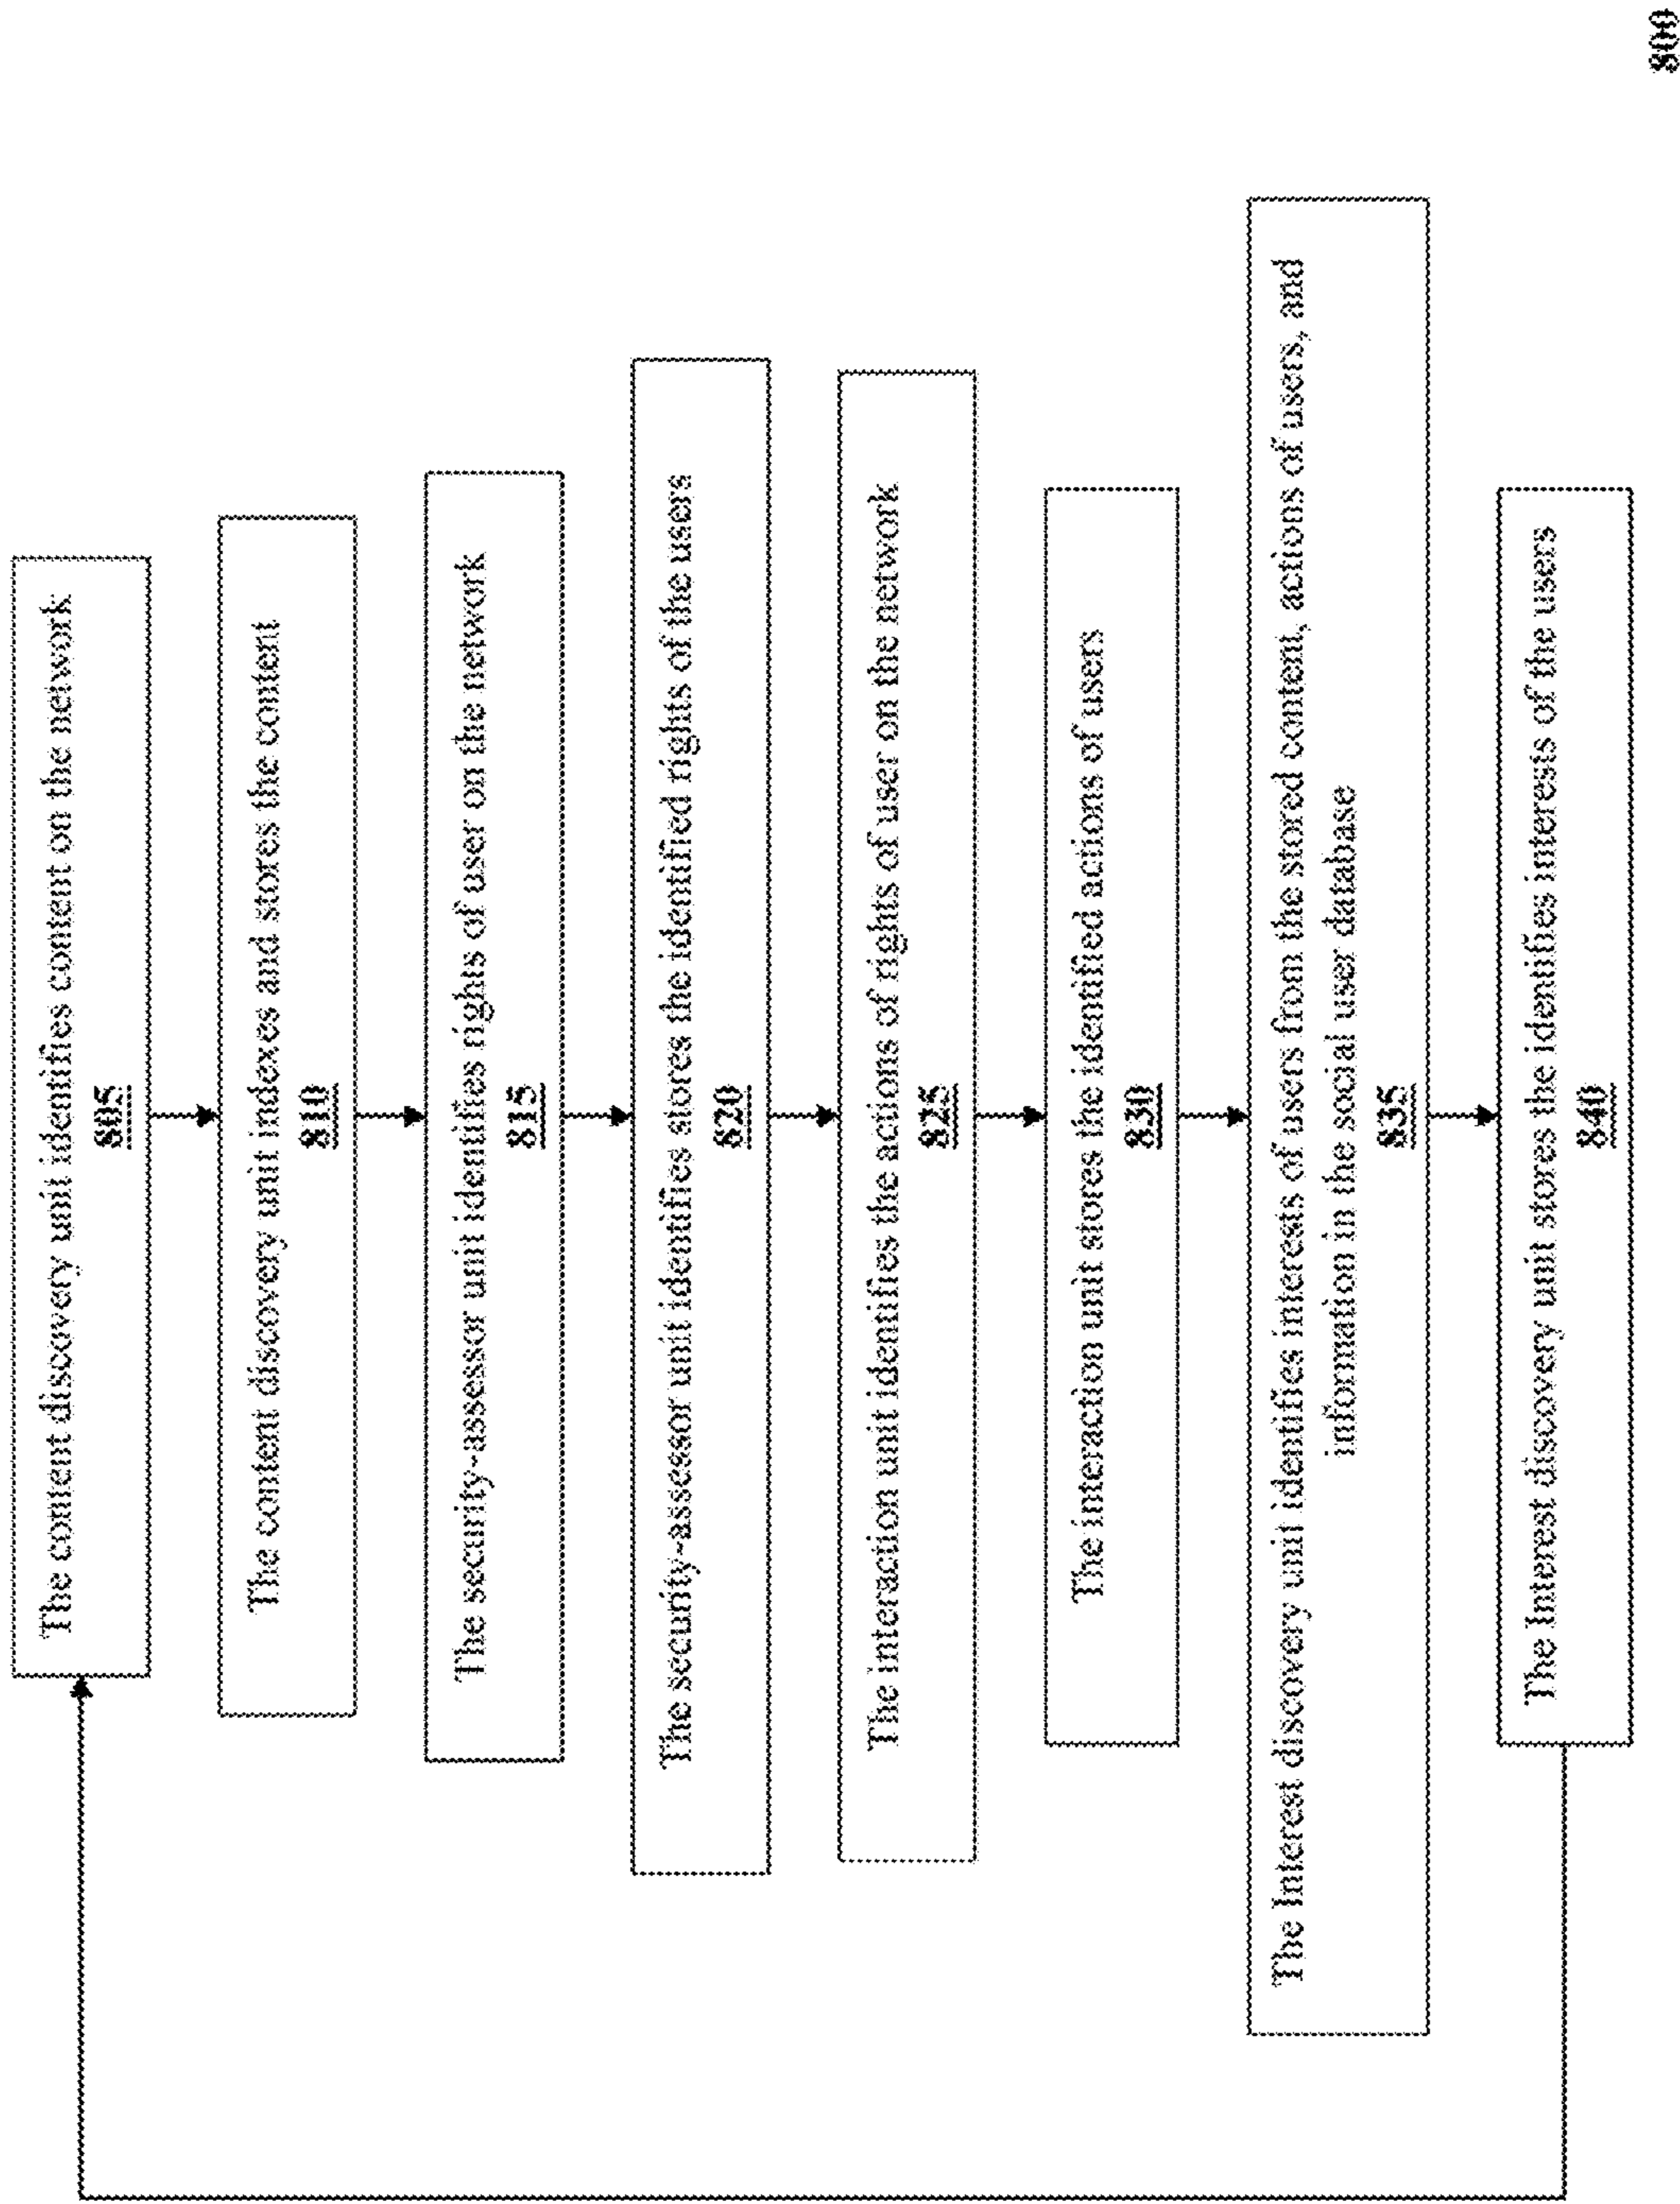 The content discovery unit identifies content on the network
805
The content discovery unit indexes and stores the content
810
The security-assessor unit identifies rights of user on the network
815
The security-assessor unit identifies stores the identified rights of the users
820
The interaction unit identifies the actions of rights of user on the network
825
The interaction unit stores the identified actions of users
830
The Interest discovery unit identifies interests of users from the stored content, actions of users, and
information in the social user database
835
The Interest discovery unit stores the identifies interests of the users
840
800